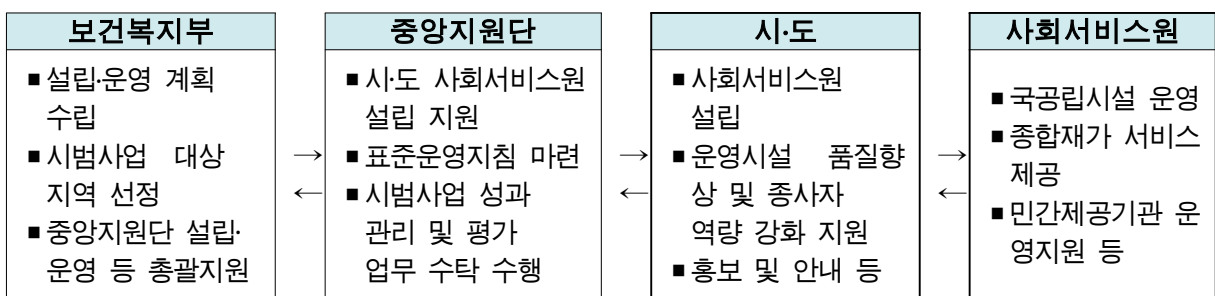 보건복지부
■ 설립·운영 계획
수립
■ 시범사업 대상
지역 선정
■ 중앙지원단 설립·
운영 등 총괄지원
→
←
중앙지원단
■ 시·도 사회서비스원
설립 지원
■ 표준운영지침 마련
■ 시범사업 성과
관리 및 평가
업무 수탁 수행
→
←
시·도
■ 사회서비스원
설립
■ 운영시설 품질향
상 및 종사자
역량 강화 지원
■ 홍보 및 안내 등
→
←
사회서비스원
■ 국공립시설 운영
■ 종합재가 서비스
제공
■ 민간제공기관 운
영지원 등